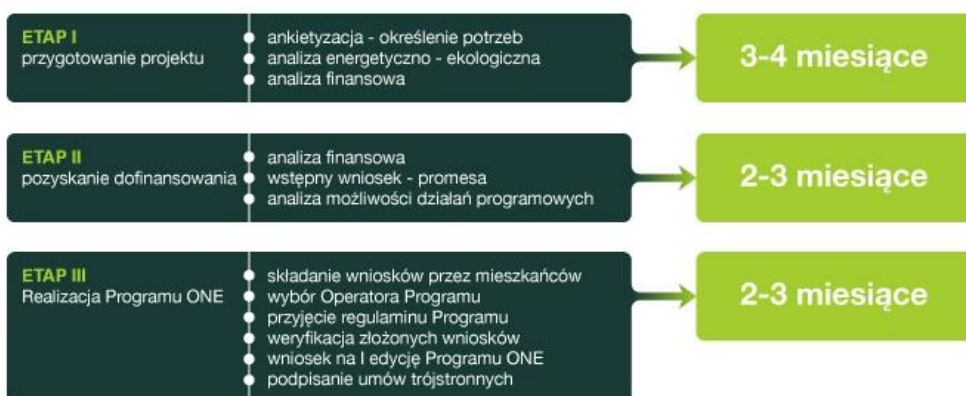 ETAP I
przygotowanie projektu
ankietyzacja - określenie potrzeb
analiza energetyczno - ekologiczna
analiza finansowa
3-4 miesiące
ETAP II
pozyskanie dofinansowania
analiza finansowa
wstępny wniosek - promesa
analiza możliwości działań programowych
2-3 miesiące
ETAP III
Realizacja Programu ONE
składanie wniosków przez mieszkańców
wybór Operatora Programu
przyjęcie regulaminu Programu
weryfikacja złożonych wniosków
wniosek na I edycję Programu ONE
podpisanie umów trójstronnych
2-3 miesiące